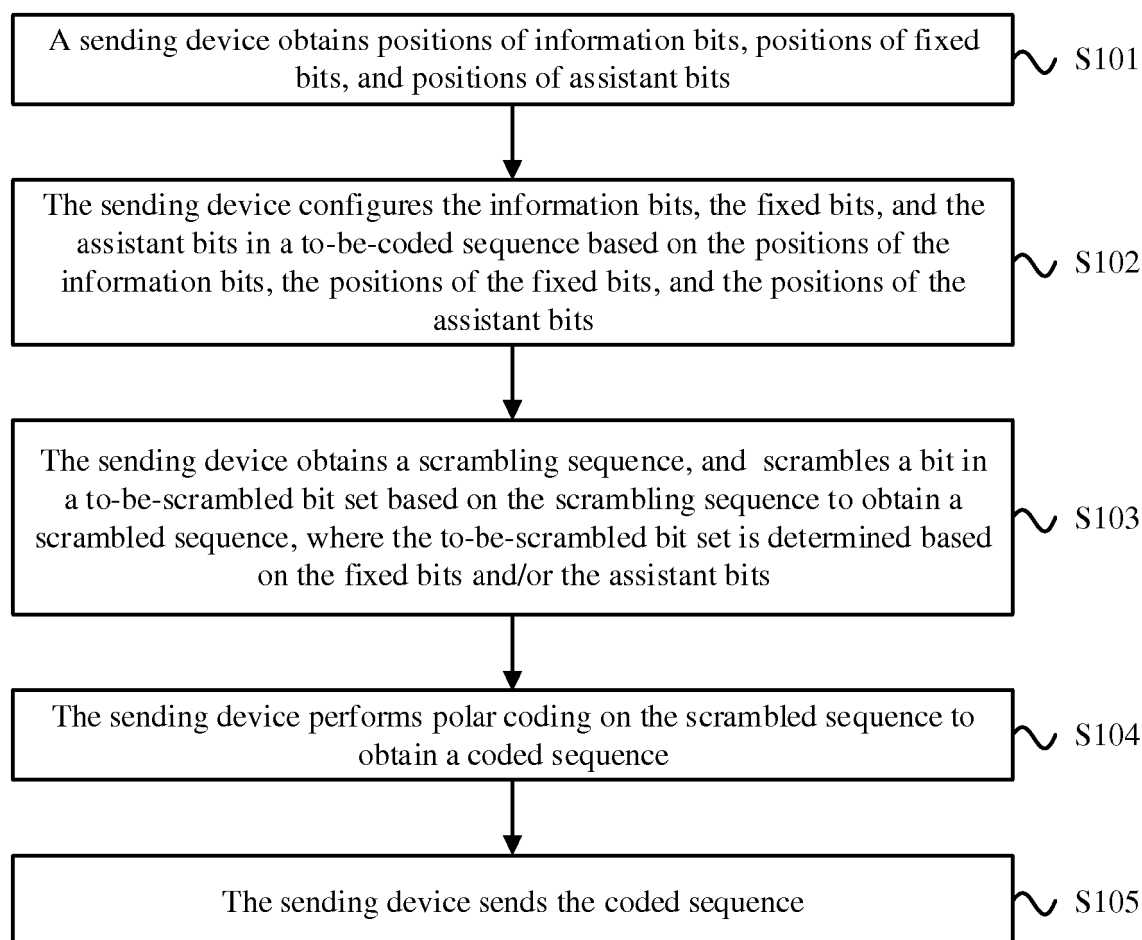 A sending device obtains positions of information bits, positions of fixed
bits, and positions of assistant bits
S101
The sending device configures the information bits, the fixed bits, and the
assistant bits in a to-be-coded sequence based on the positions of the
information bits, the positions of the fixed bits, and the positions of the
assistant bits
S102
The sending device obtains a scrambling sequence, and scrambles a bit in
a to-be-scrambled bit set based on the scrambling sequence to obtain a
scrambled sequence, where the to-be-scrambled bit set is determined based
on the fixed bits and/or the assistant bits
S103
The sending device performs polar coding on the scrambled sequence to
obtain a coded sequence
S104
The sending device sends the coded sequence
S105